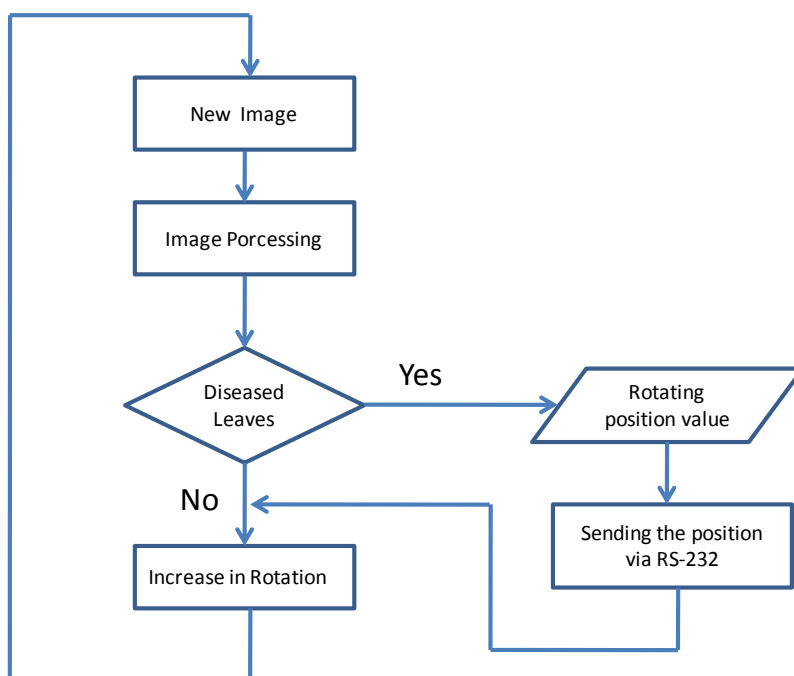 New Image
Image Porcessing
Diseased
Leaves
Yes
Rotating
position value
No
Sending the position
via RS-232
Increase in Rotation